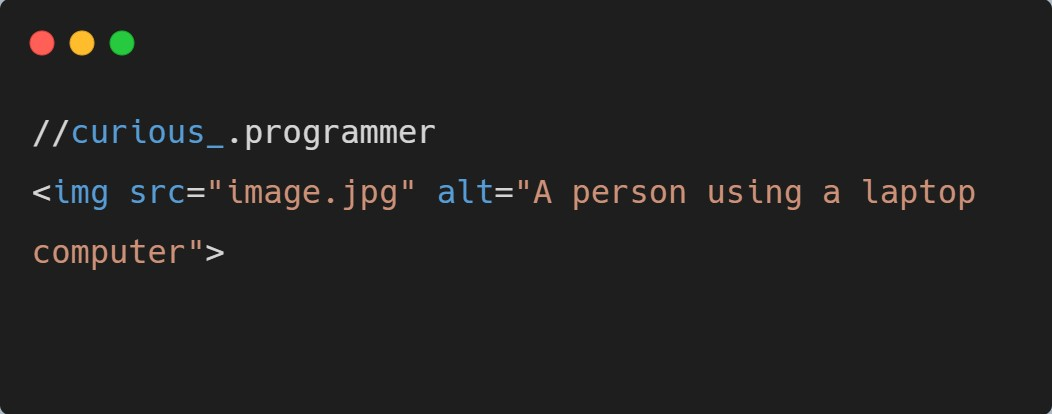 //curious_.programmer
<img src="image.jpg" alt="A person using a laptop
computer">